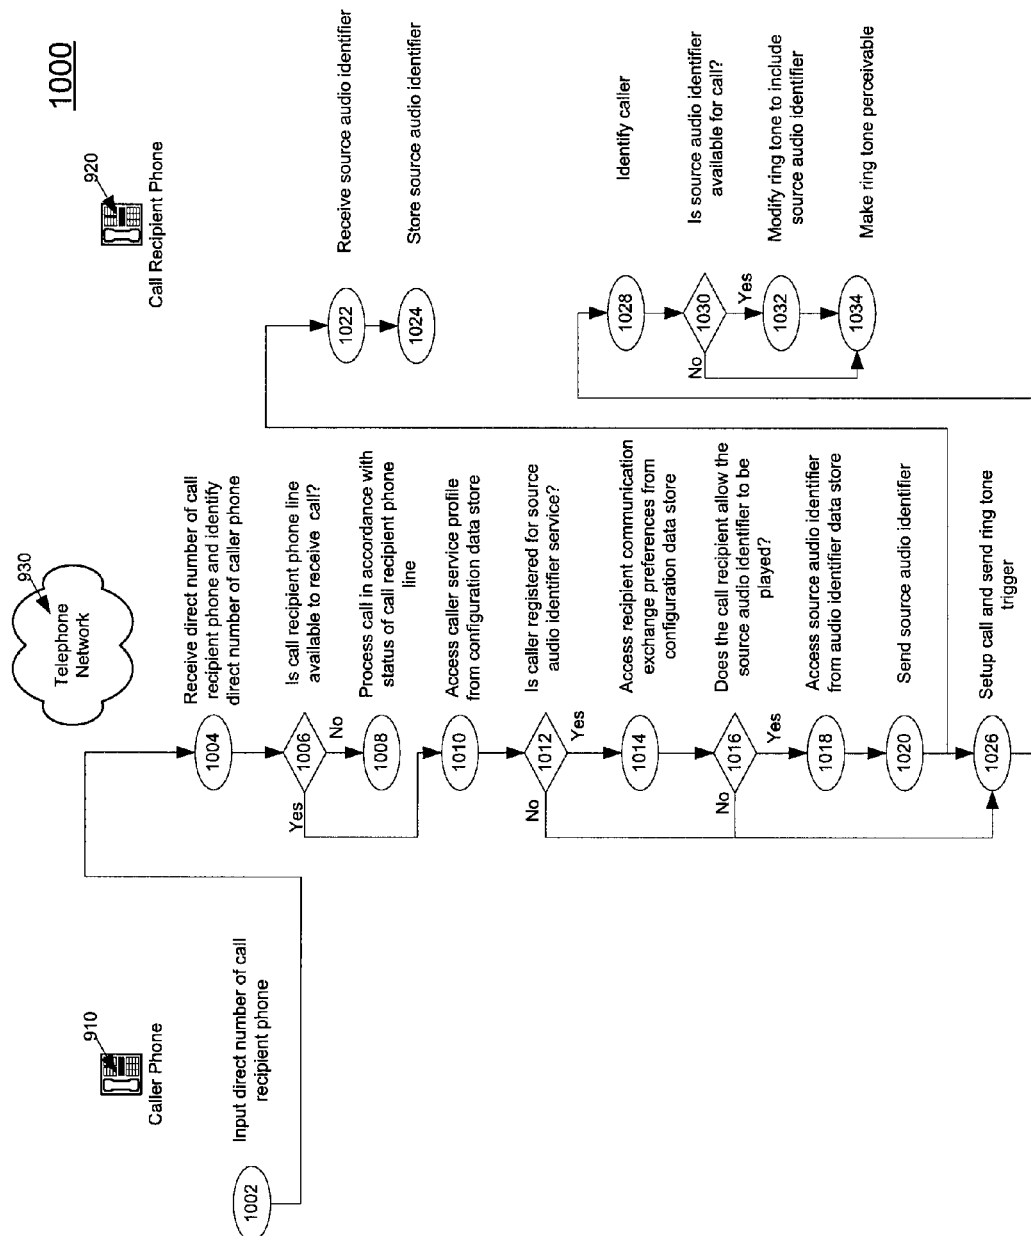 1000
910
Caller Phone
930
Telephone
Network
920
Call Recipient Phone
1002
Input direct number of call
recipient phone
1004
Receive direct number of call
recipient phone and identify
direct number of caller phone
1006
Is call recipient phone line
available to receive call?
Yes
No
1008
Process call in accordance with
status of call recipient phone
line
1010
Access caller service profile
from configuration data store
1012
Is caller registered for source
audio identifier service?
No
Yes
1014
Access recipient communication
exchange preferences from
configuration data store
1016
Does the call recipient allow the
source audio identifier to be
played?
No
Yes
1018
Access source audio identifier
from audio identifier data store
1020
Send source audio identifier
1022
Receive source audio identifier
1024
Store source audio identifier
1026
Setup call and send ring tone
trigger
1028
Identify caller
1030
Is source audio identifier
available for call?
No
Yes
1032
Modify ring tone to include
source audio identifier
1034
Make ring tone perceivable